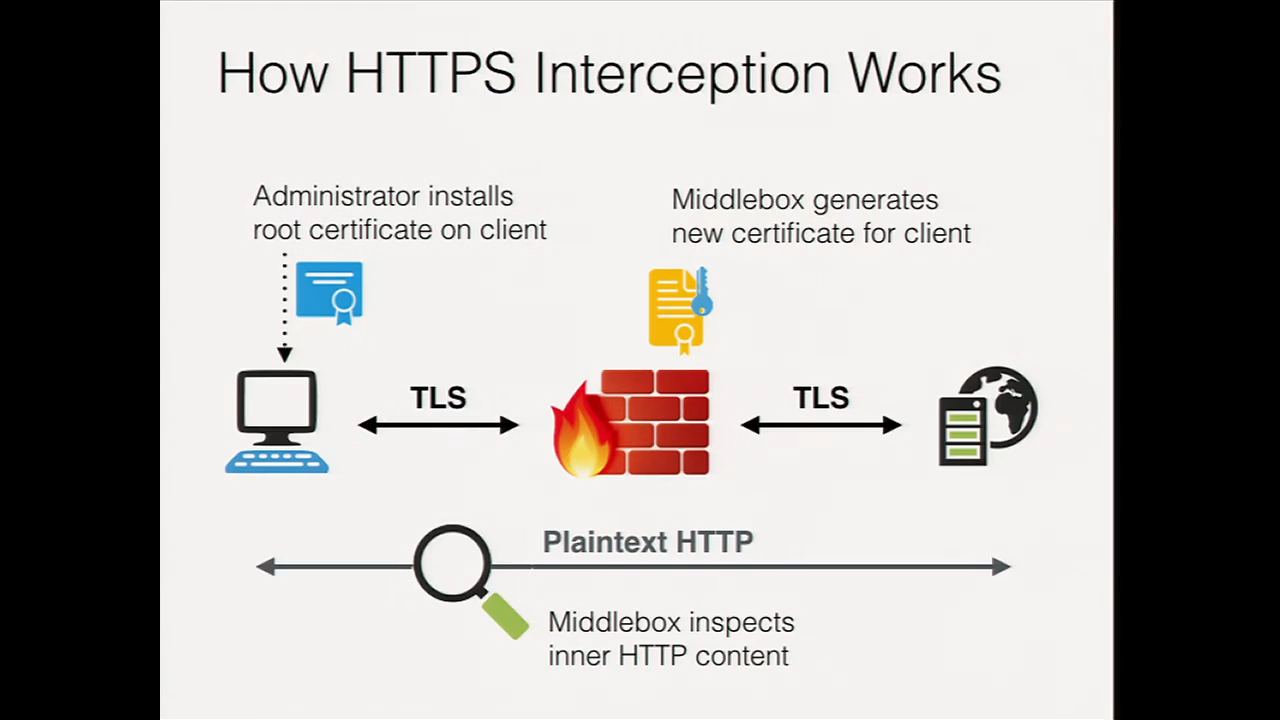 How HTTPS Interception Works
Administrator installs
root certificate on client
Middlebox generates
new certificate for client
TLS
TLS
Plaintext HTTP
Middlebox inspects
inner HTTP content